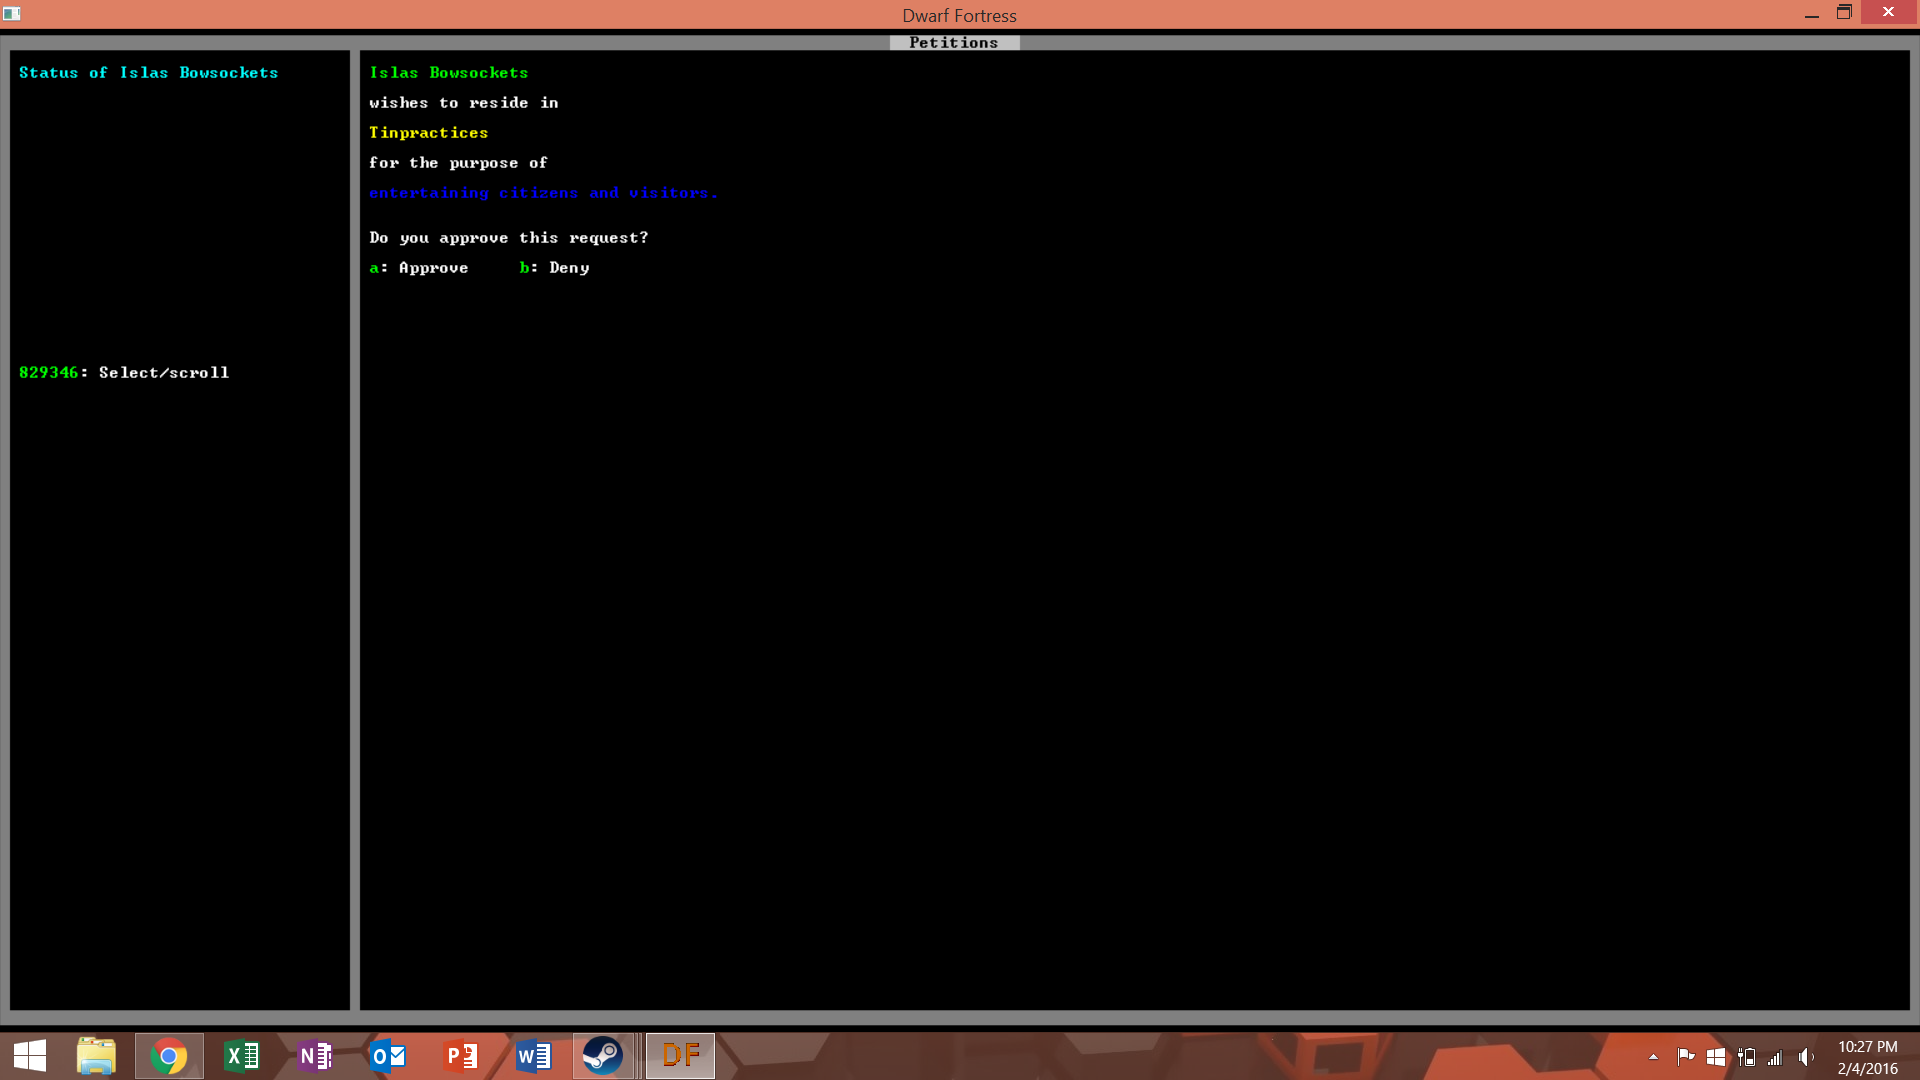 Dwarf Fortress
Petitions
Status of Islas Bowsockets
829346: Select/scroll
Islas Bowsockets
wishes to reside in
Tinpractices
for the purpose of
entertaining citizens and visitors.
Do you approve this request?
a: Approve b: Deny
DF
10:27 PM
2/4/2016